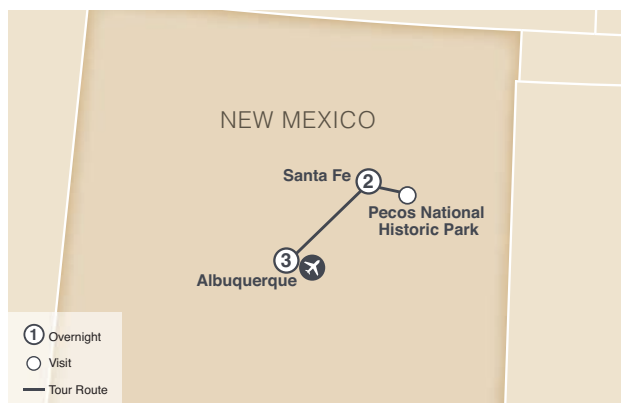 NEW MEXICO
Santa Fe 2
Pecos National
Historic Park
3
Albuquerque
1 Overnight
Visit
Tour Route